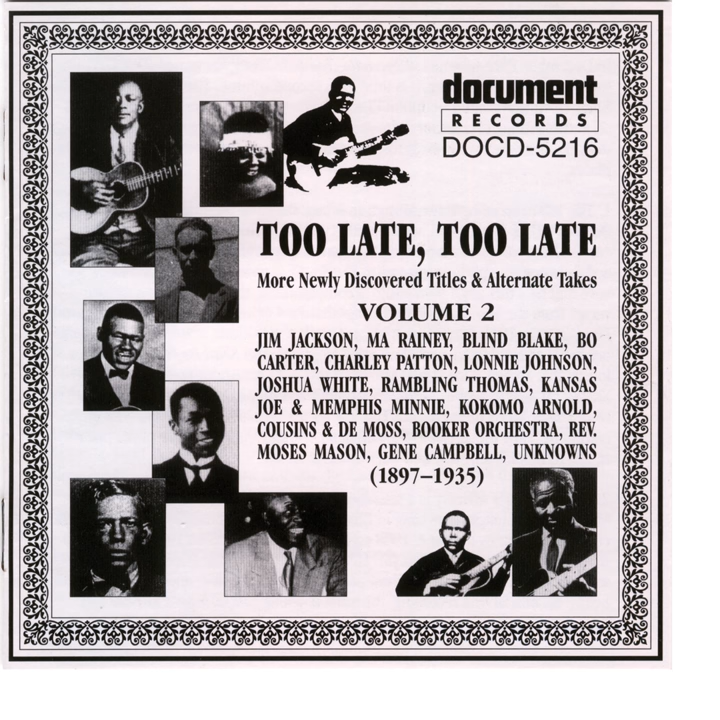 document
RECORDS
DOCD-5216
TOO LATE, TOO LATE
More Newly Discovered Titles & Alternate Takes
VOLUME 2
JIM JACKSON, MA RAINEY, BLIND BLAKE, BO
CARTER, CHARLEY PATTON, LONNIE JOHNSON,
JOSHUA WHITE, RAMBLING THOMAS, KANSAS
JOE & MEMPHIS MINNIE, KOKOMO ARNOLD,
COUSINS & DE MOSS, BOOKER ORCHESTRA, REV.
MOSES MASON, GENE CAMPBELL, UNKNOWNS
(1897–1935)